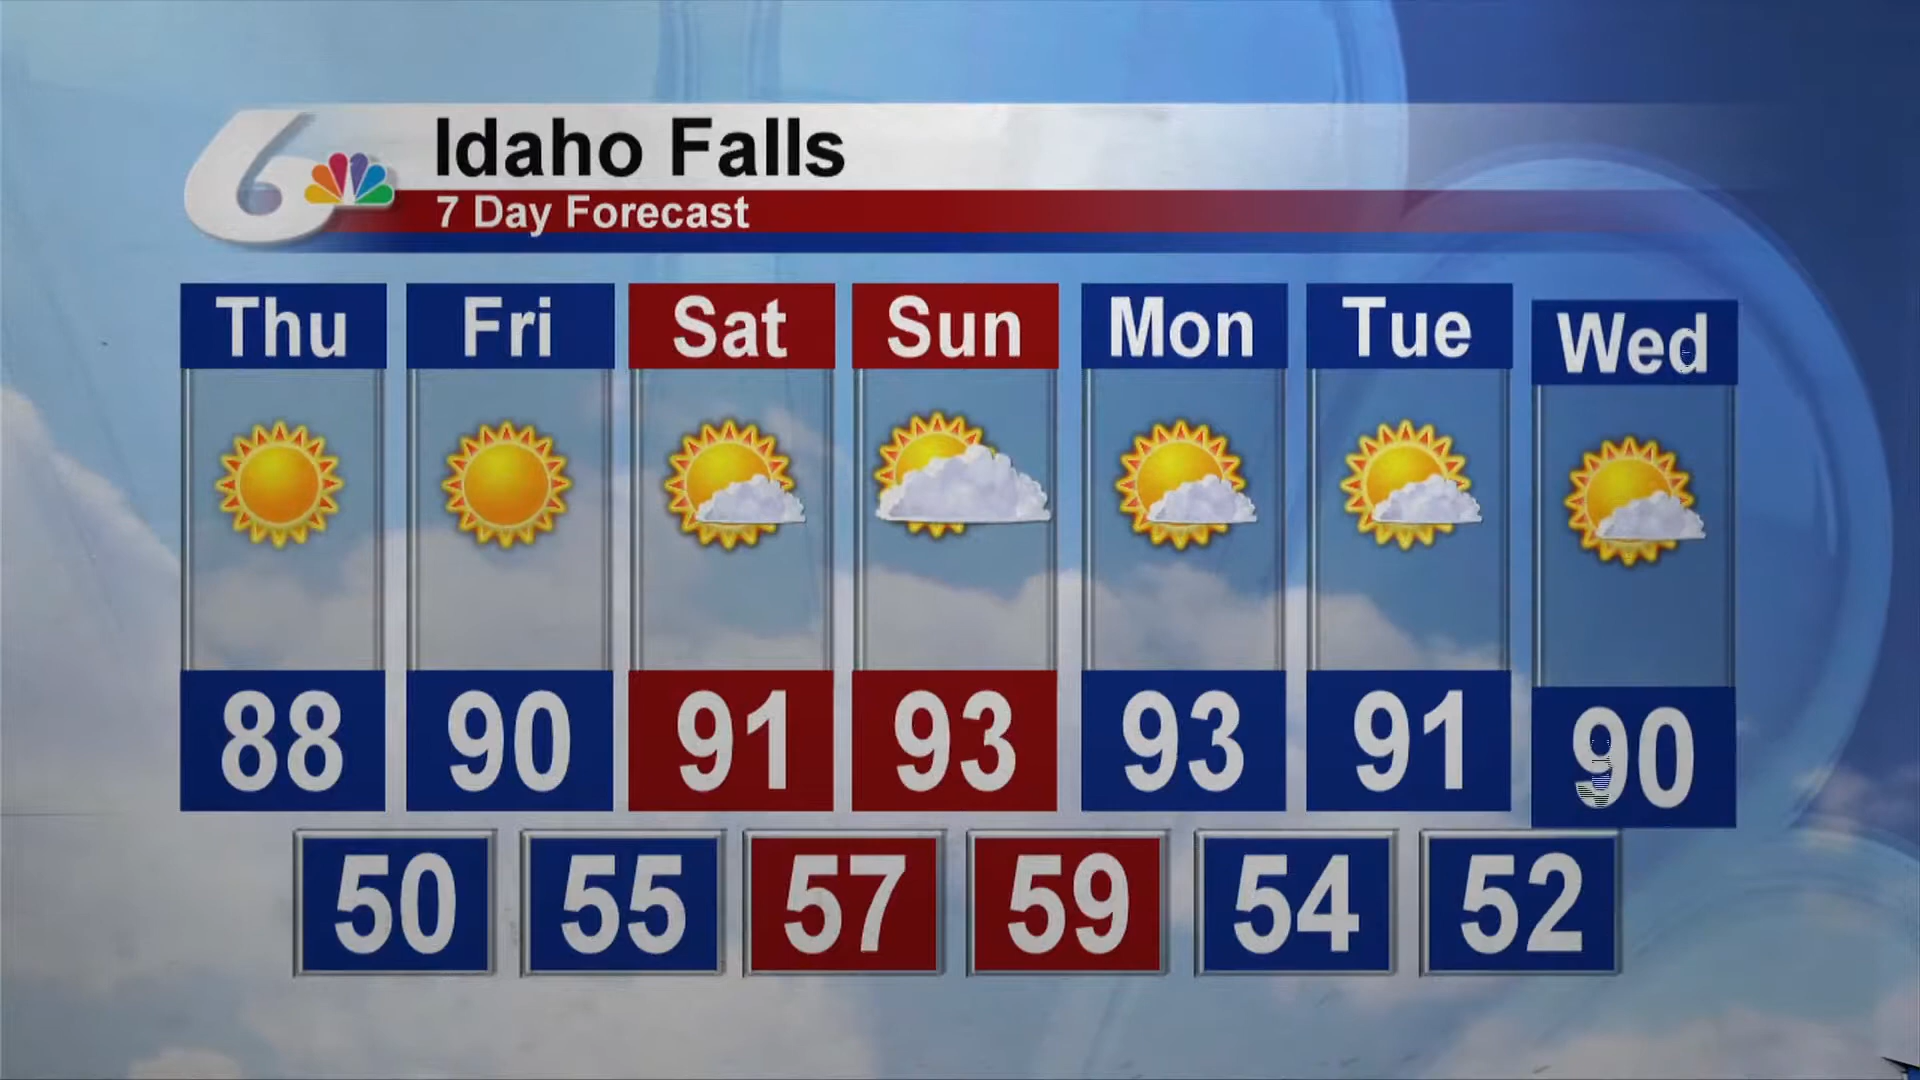 6 Idaho Falls
7 Day Forecast
Thu Fri Sat Sun Mon Tue Wed
88 90 91 93 93 91 90
50 55 57 59 54 52